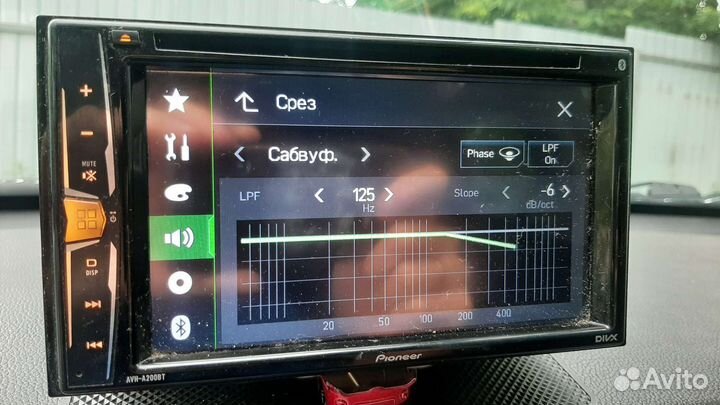 Срез
Сабвуф.
Phase
LPF
On
LPF
125
Hz
Slope
-6
dB/oct
20
50
100
200
400
MUTE
DISP
Pioneer
DIVX
AVH-A200BT
Avito